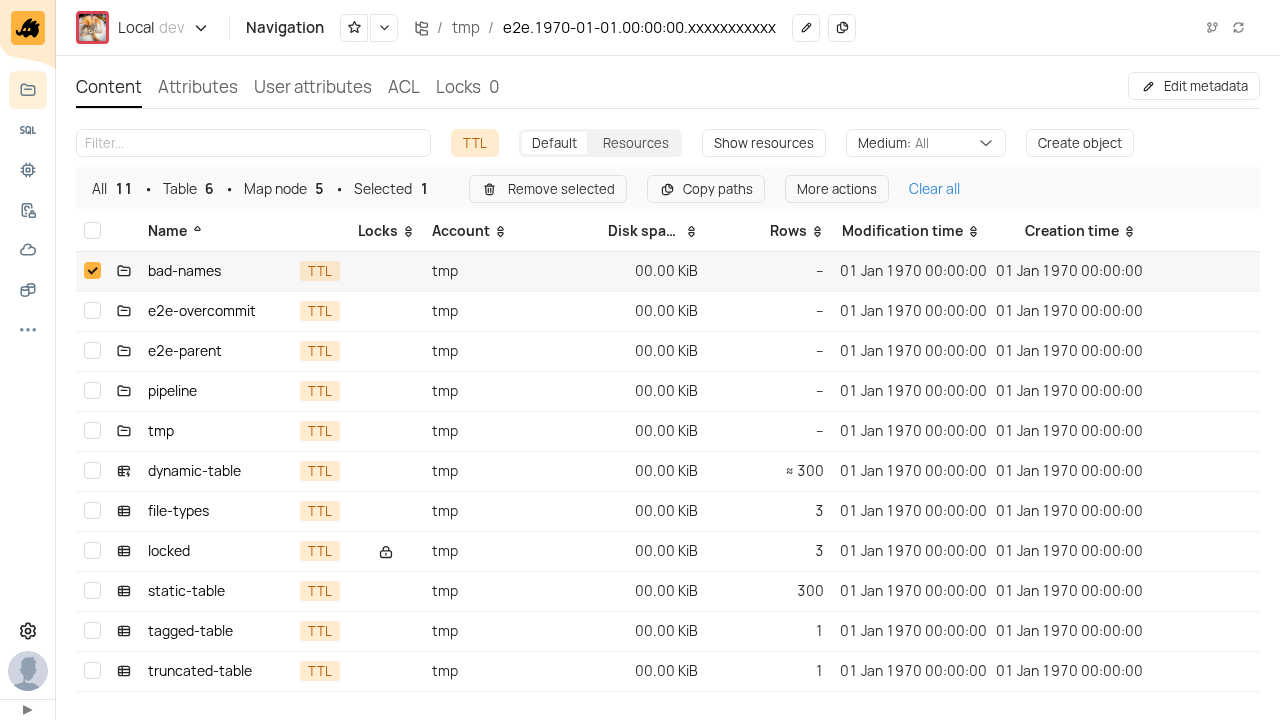 Local dev Navigation / tmp / e2e.1970-01-01.00:00:00.xxxxxxxxxxx
Content Attributes User attributes ACL Locks 0 Edit metadata
SQL
Filter... TTL Default Resources Show resources Medium: All Create object
All 11 • Table 6 • Map node 5 • Selected 1 Remove selected Copy paths More actions Clear all
Name Locks Account Disk spa... Rows Modification time Creation time
bad-names TTL tmp 00.00 KiB – 01 Jan 1970 00:00:00 01 Jan 1970 00:00:00
e2e-overcommit TTL tmp 00.00 KiB – 01 Jan 1970 00:00:00 01 Jan 1970 00:00:00
e2e-parent TTL tmp 00.00 KiB – 01 Jan 1970 00:00:00 01 Jan 1970 00:00:00
pipeline TTL tmp 00.00 KiB – 01 Jan 1970 00:00:00 01 Jan 1970 00:00:00
tmp TTL tmp 00.00 KiB – 01 Jan 1970 00:00:00 01 Jan 1970 00:00:00
dynamic-table TTL tmp 00.00 KiB ≈ 300 01 Jan 1970 00:00:00 01 Jan 1970 00:00:00
file-types TTL tmp 00.00 KiB 3 01 Jan 1970 00:00:00 01 Jan 1970 00:00:00
locked TTL tmp 00.00 KiB 3 01 Jan 1970 00:00:00 01 Jan 1970 00:00:00
static-table TTL tmp 00.00 KiB 300 01 Jan 1970 00:00:00 01 Jan 1970 00:00:00
tagged-table TTL tmp 00.00 KiB 1 01 Jan 1970 00:00:00 01 Jan 1970 00:00:00
truncated-table TTL tmp 00.00 KiB 1 01 Jan 1970 00:00:00 01 Jan 1970 00:00:00